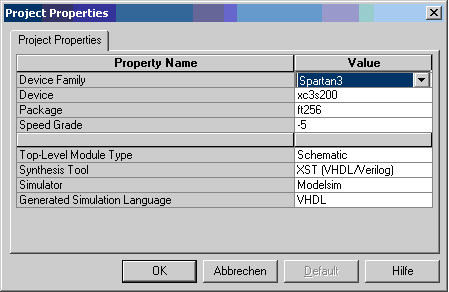 Project Properties
Project Properties
Property Name Value
Device Family Spartan3
Device xc3s200
Package ft256
Speed Grade -5
Top-Level Module Type Schematic
Synthesis Tool XST (VHDL/Verilog)
Simulator Modelsim
Generated Simulation Language VHDL
OK Abbrechen Default Hilfe